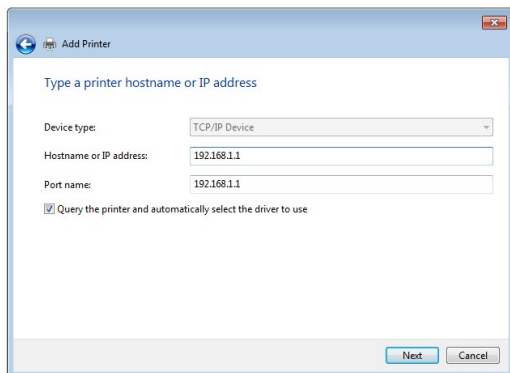 Add Printer
Type a printer hostname or IP address
Device type: TCP/IP Device
Hostname or IP address: 192.168.1.1
Port name: 192.168.1.1
Query the printer and automatically select the driver to use
Next Cancel